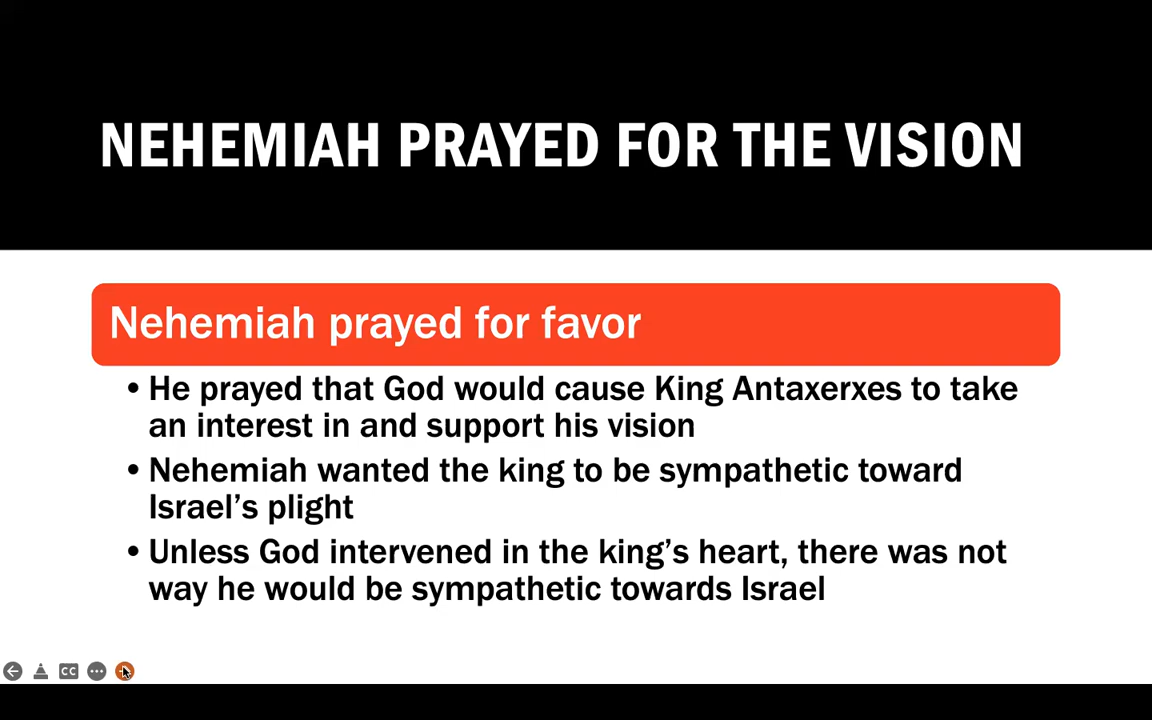 NEHEMIAH PRAYED FOR THE VISION
Nehemiah prayed for favor
• He prayed that God would cause King Antaxerxes to take
an interest in and support his vision
• Nehemiah wanted the king to be sympathetic toward
Israel’s plight
• Unless God intervened in the king’s heart, there was not
way he would be sympathetic towards Israel
CC